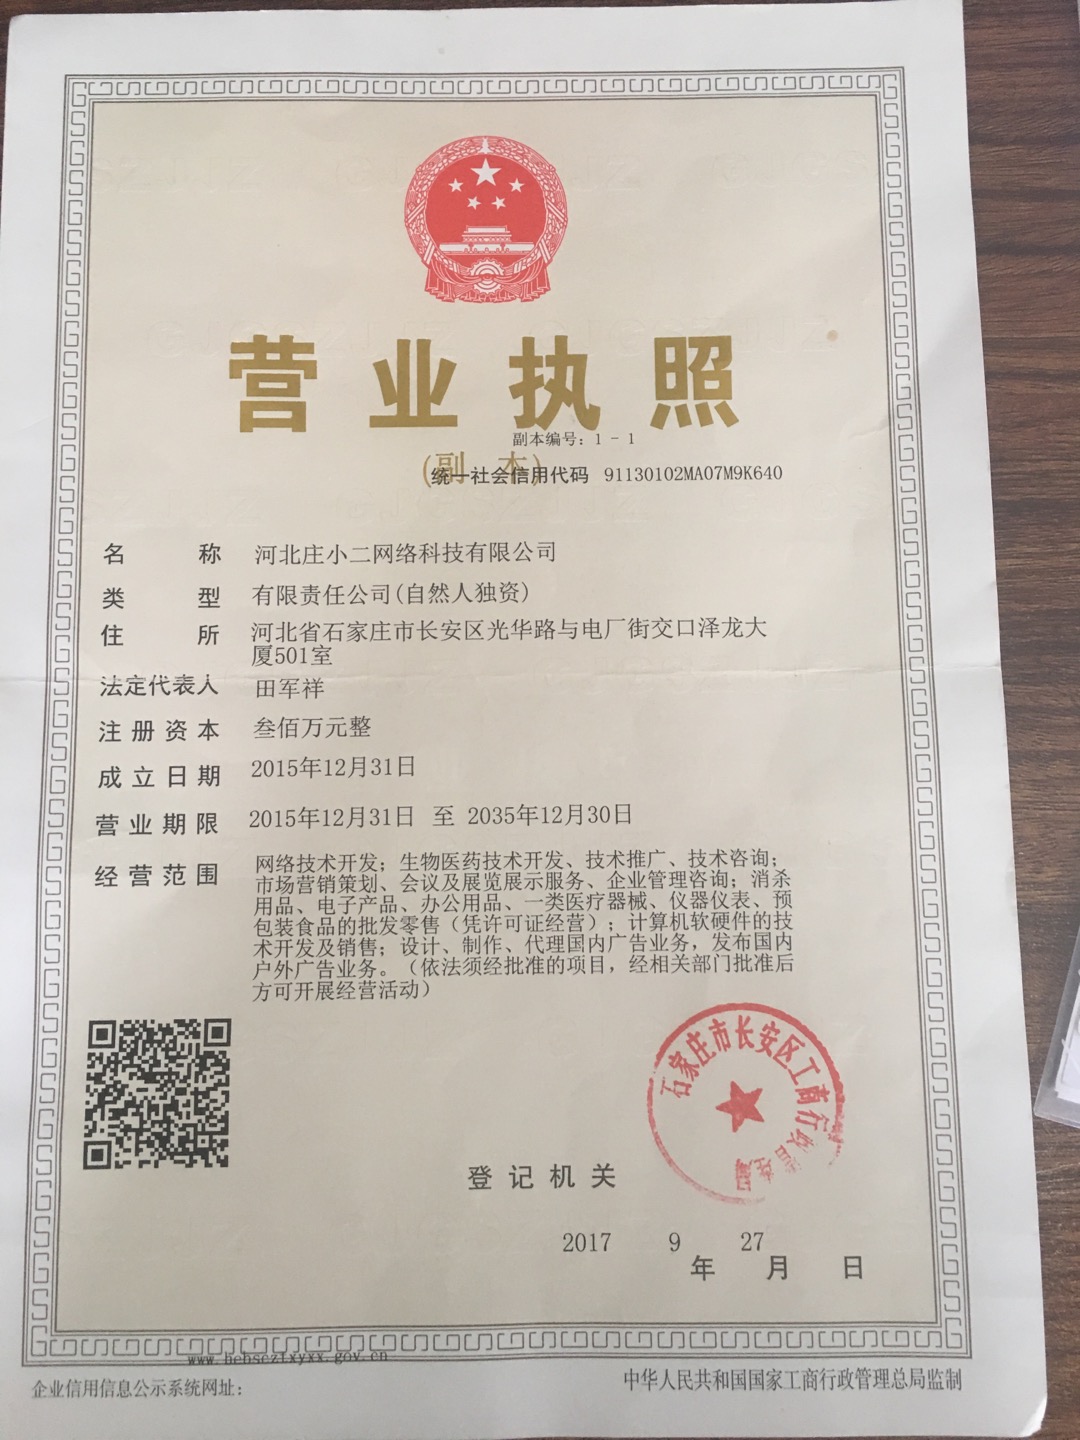 营业执照
副本编号：1-1
(副 本)
统一社会信用代码 91130102MA07M9K640
名称 河北庄小二网络科技有限公司
类型 有限责任公司(自然人独资)
住所 河北省石家庄市长安区光华路与电厂街交口泽龙大
厦501室
法定代表人 田军祥
注册资本 叁佰万元整
成立日期 2015年12月31日
营业期限 2015年12月31日 至 2035年12月30日
经营范围 网络技术开发；生物医药技术开发、技术推广、技术咨询；
市场营销策划、会议及展览展示服务、企业管理咨询；消杀
用品、电子产品、办公用品、一类医疗器械、仪器仪表、预
包装食品的批发零售（凭许可证经营）；计算机软硬件的技
术开发及销售；设计、制作、代理国内广告业务，发布国内
户外广告业务。（依法须经批准的项目，经相关部门批准后
方可开展经营活动）
石家庄市长安区工商行政管理局
登记机关
2017年9月27日
www.hebscztxyxx.gov.cn
企业信用信息公示系统网址：
中华人民共和国国家工商行政管理总局监制